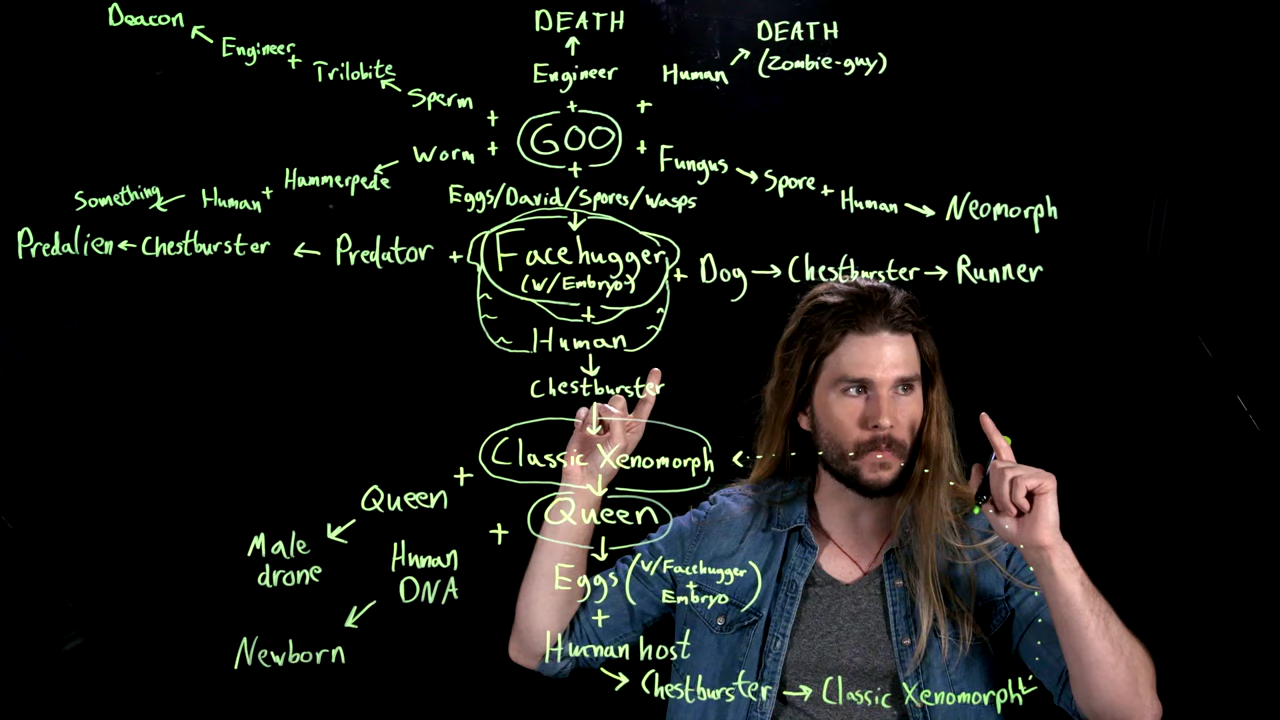 Deacon ← Engineer + Trilobite ← Sperm +
DEATH
↑
Engineer
+
Human → DEATH
(Zombie-guy)
+
GOO
+ Worm → Hammerpede + Human → Something
+ Fungus → Spore + Human → Neomorph
+
Eggs/David/Spores/Wasps
↓
Predalien ← Chestburster ← Predator + Facehugger + Dog → Chestburster → Runner
(w/Embryo)
+
Human
↓
Chestburster
↓
Classic Xenomorph
+ Queen → Male
drone
↓
Queen
+ Human
DNA → Newborn
↓
Eggs (w/Facehugger
+
Embryo)
+
Human host
→ Chestburster → Classic Xenomorph